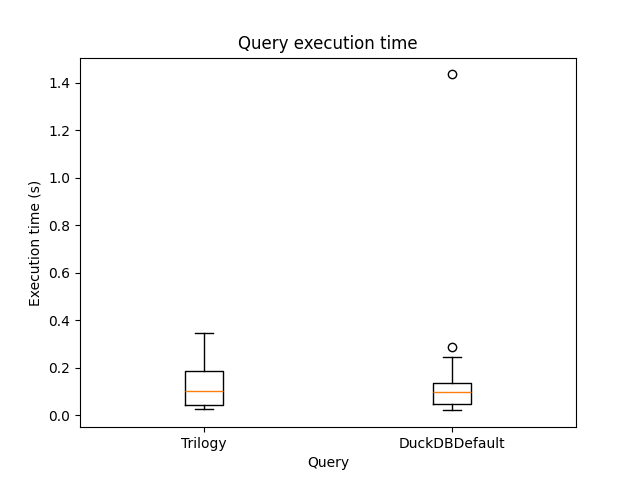 Query execution time
Execution time (s)
1.4
1.2
1.0
0.8
0.6
0.4
0.2
0.0
Trilogy
DuckDBDefault
Query